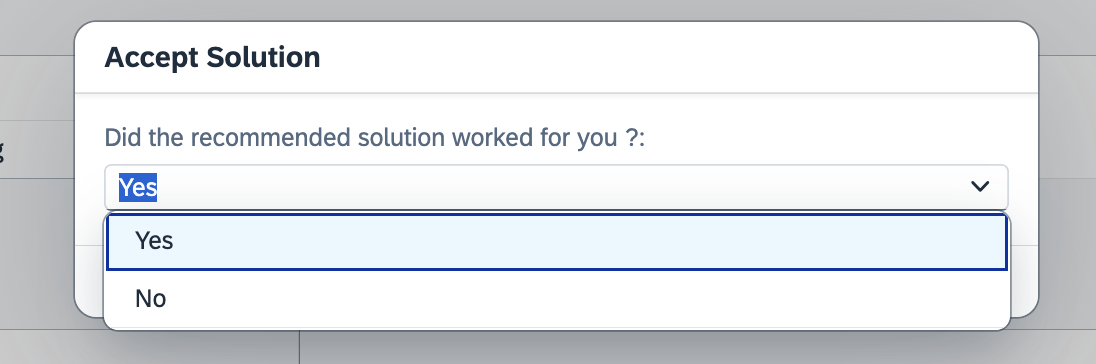 Accept Solution
Did the recommended solution worked for you ?:
Yes
Yes
No